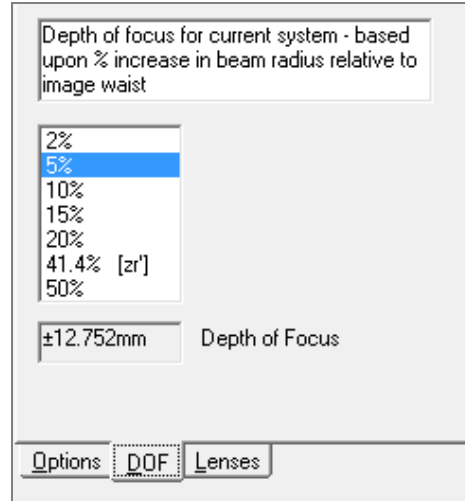 Depth of focus for current system - based
upon % increase in beam radius relative to
image waist
2%
5%
10%
15%
20%
41.4% [zr']
50%
±12.752mm Depth of Focus
Options DOF Lenses